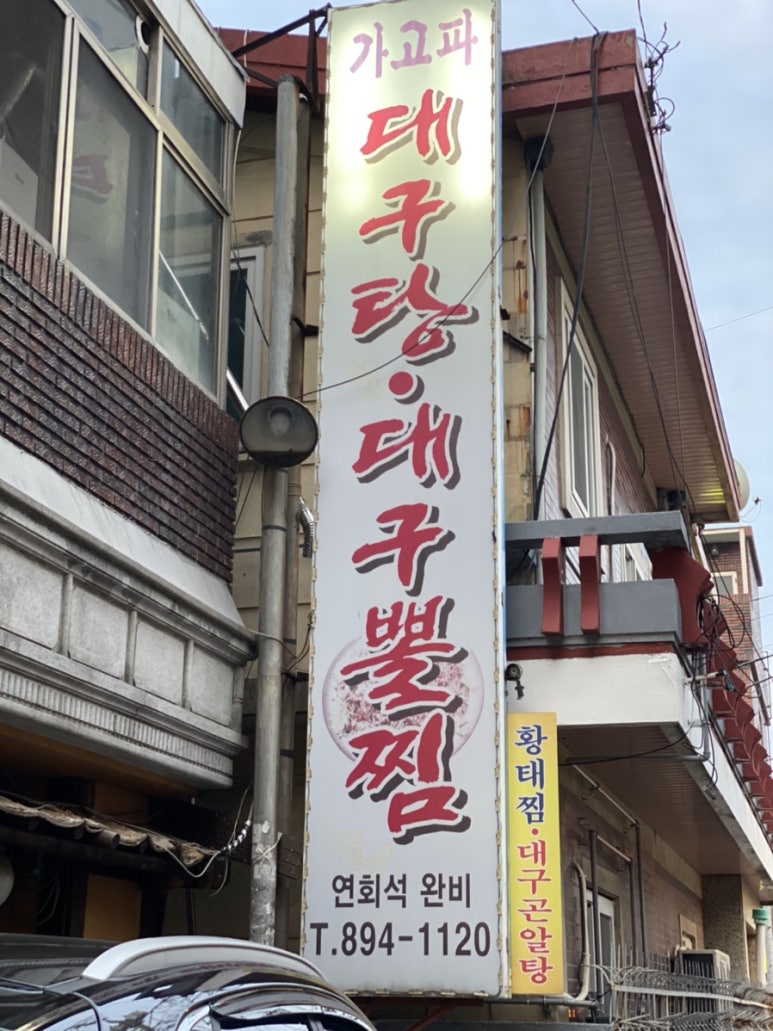 가고파
대구탕·대구뽈찜
연회석 완비
T.894-1120
황태찜·대구곤알탕